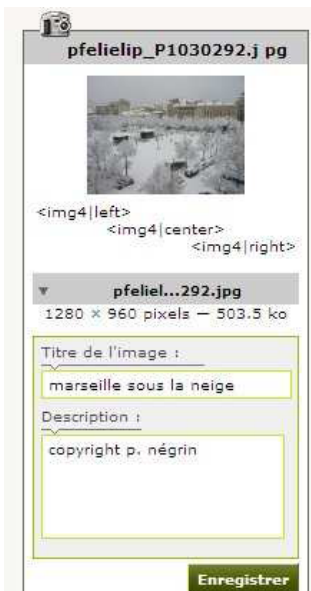 pfelielip_P1030292.j pg
<img4|left>
<img4|center>
<img4|right>
pfeliel...292.jpg
1280 × 960 pixels — 503.5 ko
Titre de l'image :
marseille sous la neige
Description :
copyright p. négrin
Enregistrer